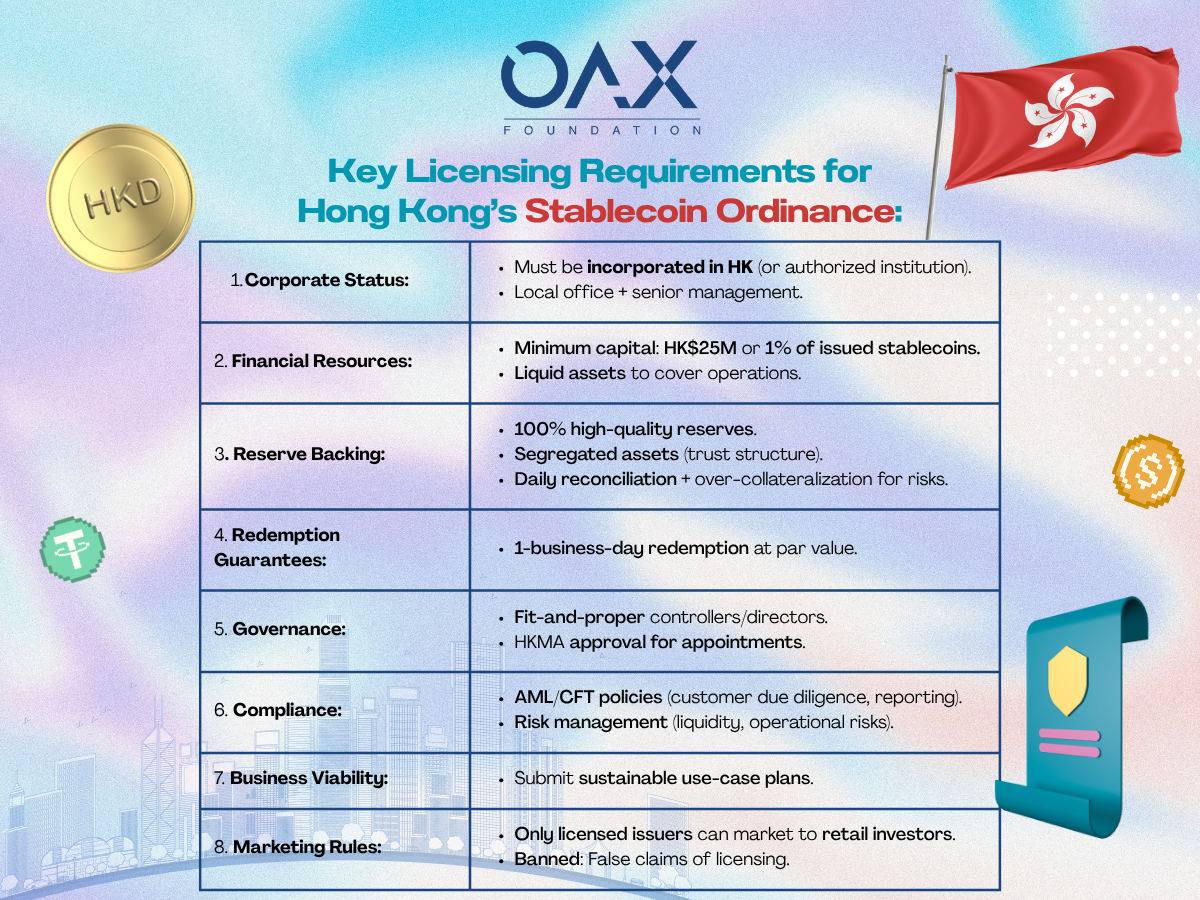 OAX
FOUNDATION
HKD
Key Licensing Requirements for
Hong Kong's Stablecoin Ordinance:
1. Corporate Status:
• Must be incorporated in HK (or authorized institution).
• Local office + senior management.
2. Financial Resources:
• Minimum capital: HK$25M or 1% of issued stablecoins.
• Liquid assets to cover operations.
3. Reserve Backing:
• 100% high-quality reserves.
• Segregated assets (trust structure).
• Daily reconciliation + over-collateralization for risks.
4. Redemption
Guarantees:
• 1-business-day redemption at par value.
5. Governance:
• Fit-and-proper controllers/directors.
• HKMA approval for appointments.
6. Compliance:
• AML/CFT policies (customer due diligence, reporting).
• Risk management (liquidity, operational risks).
7. Business Viability:
• Submit sustainable use-case plans.
8. Marketing Rules:
• Only licensed issuers can market to retail investors.
• Banned: False claims of licensing.